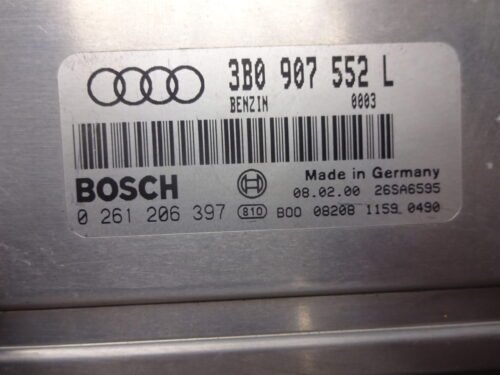 3B0 907 552 L
BENZIN 0003
BOSCH
Made in Germany
08.02.00 26SA6595
0 261 206 397 810 B00 08208 1159 0490